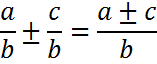 a/b ± c/b = (a ± c)/b